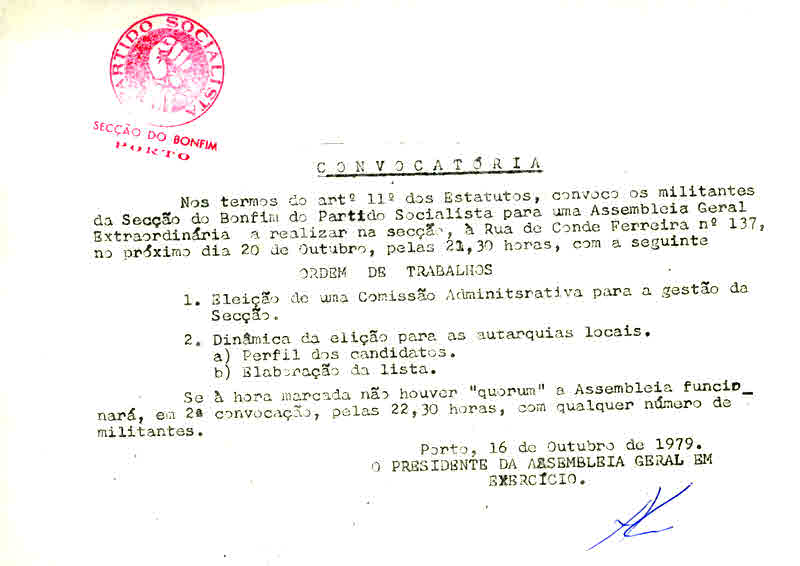 PARTIDO SOCIALISTA
SECÇÃO DO BONFIM
PORTO
CONVOCATÓRIA
Nos termos do artº 11º dos Estatutos, convoco os militantes
da Secção do Bonfim do Partido Socialista para uma Assembleia Geral
Extraordinária a realizar na secção, à Rua de Conde Ferreira nº 137,
no próximo dia 20 de Outubro, pelas 21,30 horas, com a seguinte
ORDEM DE TRABALHOS
1. Eleição de uma Comissão Adminitsrativa para a gestão da
Secção.
2. Dinâmica da elição para as autarquias locais.
a) Perfil dos candidatos.
b) Elaboração da lista.
Se à hora marcada não houver "quorum" a Assembleia funcio_
nará, em 2ª convocação, pelas 22,30 horas, com qualquer número de
militantes.
Porto, 16 de Outubro de 1979.
O PRESIDENTE DA ASSEMBLEIA GERAL EM
EXERCÍCIO.